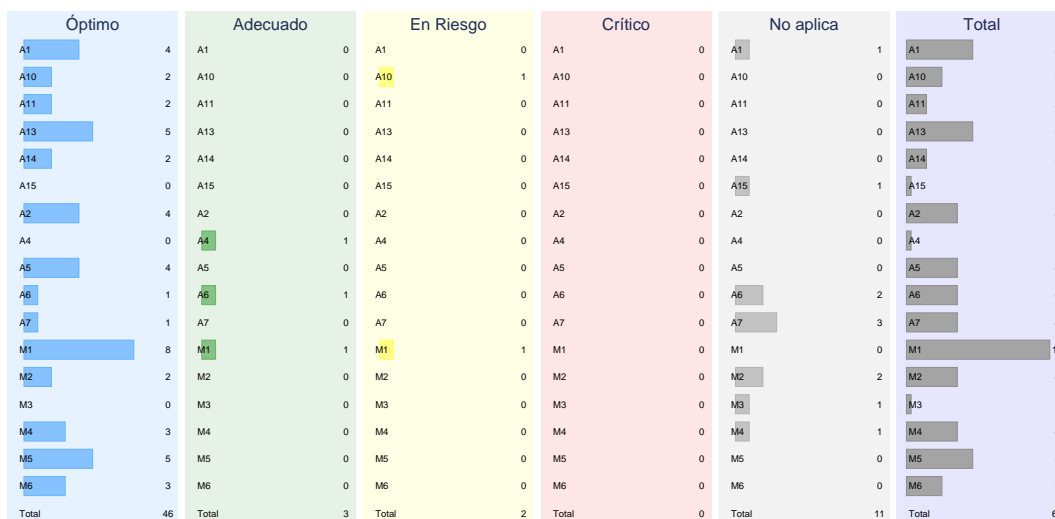 Óptimo Adecuado En Riesgo Crítico No aplica Total
A1 4 A1 0 A1 0 A1 0 A1 1 A1
A10 2 A10 0 A10 1 A10 0 A10 0 A10
A11 2 A11 0 A11 0 A11 0 A11 0 A11
A13 5 A13 0 A13 0 A13 0 A13 0 A13
A14 2 A14 0 A14 0 A14 0 A14 0 A14
A15 0 A15 0 A15 0 A15 0 A15 1 A15
A2 4 A2 0 A2 0 A2 0 A2 0 A2
A4 0 A4 1 A4 0 A4 0 A4 0 A4
A5 4 A5 0 A5 0 A5 0 A5 0 A5
A6 1 A6 1 A6 0 A6 0 A6 2 A6
A7 1 A7 0 A7 0 A7 0 A7 3 A7
M1 8 M1 1 M1 1 M1 0 M1 0 M1 1
M2 2 M2 0 M2 0 M2 0 M2 2 M2
M3 0 M3 0 M3 0 M3 0 M3 1 M3
M4 3 M4 0 M4 0 M4 0 M4 1 M4
M5 5 M5 0 M5 0 M5 0 M5 0 M5
M6 3 M6 0 M6 0 M6 0 M6 0 M6
Total 46 Total 3 Total 2 Total 0 Total 11 Total 6